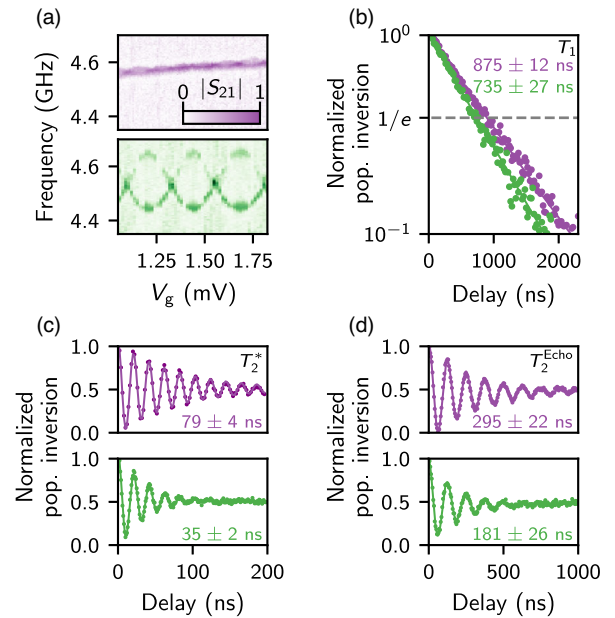 (a)
4.6
4.4
0 |S21| 1
4.6
4.4
Frequency (GHz)
1.25 1.50 1.75
Vg (mV)
(b)
10^0
1/e
10^-1
Normalized
pop. inversion
T1
875 ± 12 ns
735 ± 27 ns
0 1000 2000
Delay (ns)
(c)
1.0
0.5
0.0
T2*
79 ± 4 ns
1.0
0.5
0.0
35 ± 2 ns
Normalized
pop. inversion
0 100 200
Delay (ns)
(d)
1.0
0.5
0.0
T2^Echo
295 ± 22 ns
1.0
0.5
0.0
181 ± 26 ns
Normalized
pop. inversion
0 500 1000
Delay (ns)